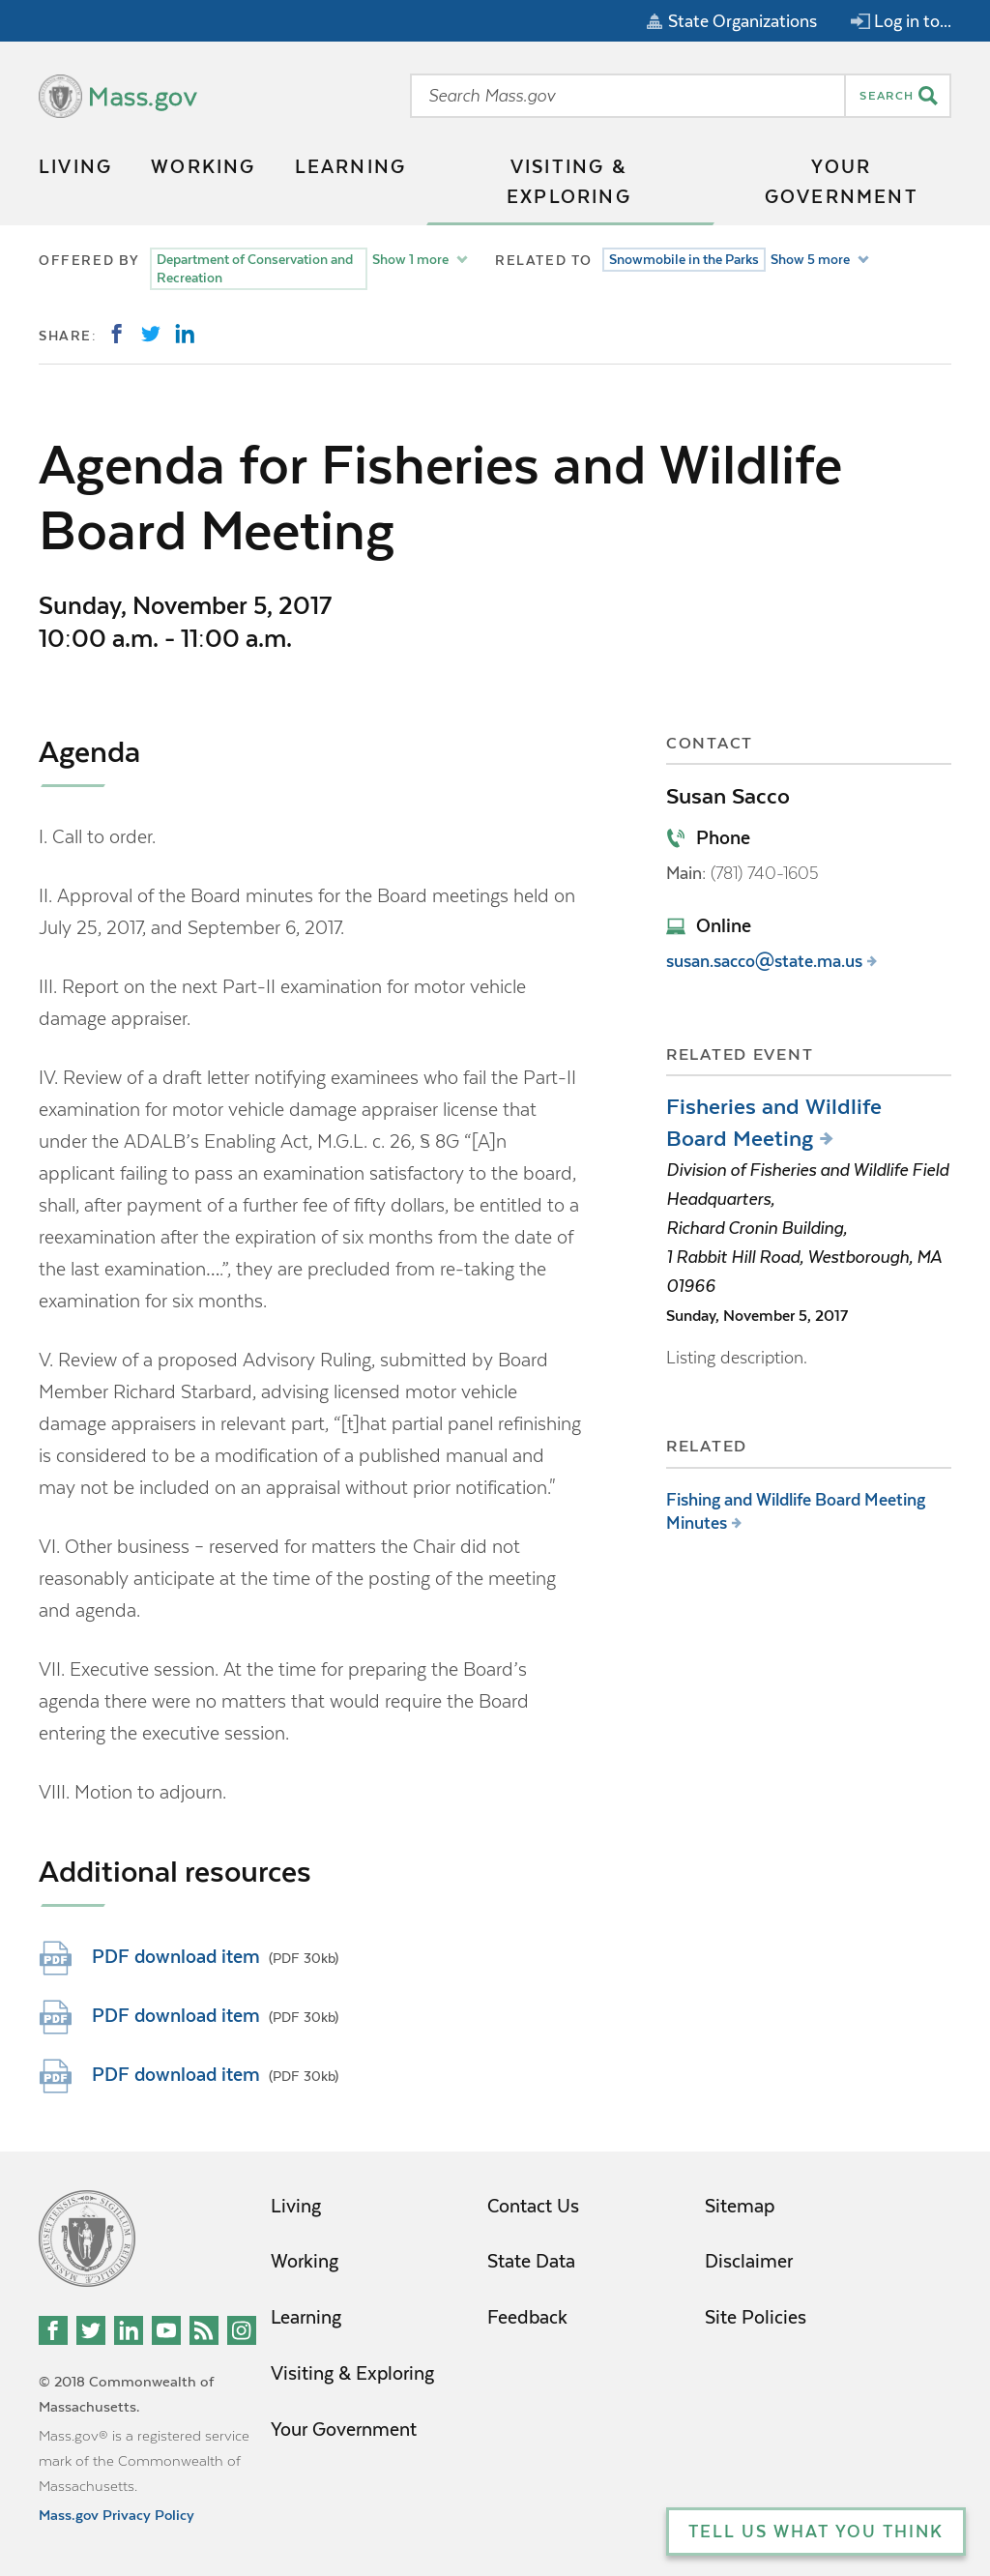 State Organizations
Log in to...
Mass.gov
Search Mass.gov
SEARCH
LIVING
WORKING
LEARNING
VISITING &
EXPLORING
YOUR
GOVERNMENT
OFFERED BY
Department of Conservation and
Recreation
Show 1 more
RELATED TO
Snowmobile in the Parks
Show 5 more
SHARE:
Agenda for Fisheries and Wildlife
Board Meeting
Sunday, November 5, 2017
10:00 a.m. - 11:00 a.m.
Agenda
I. Call to order.
II. Approval of the Board minutes for the Board meetings held on
July 25, 2017, and September 6, 2017.
III. Report on the next Part-II examination for motor vehicle
damage appraiser.
IV. Review of a draft letter notifying examinees who fail the Part-II
examination for motor vehicle damage appraiser license that
under the ADALB’s Enabling Act, M.G.L. c. 26, § 8G “[A]n
applicant failing to pass an examination satisfactory to the board,
shall, after payment of a further fee of fifty dollars, be entitled to a
reexamination after the expiration of six months from the date of
the last examination….”, they are precluded from re-taking the
examination for six months.
V. Review of a proposed Advisory Ruling, submitted by Board
Member Richard Starbard, advising licensed motor vehicle
damage appraisers in relevant part, “[t]hat partial panel refinishing
is considered to be a modification of a published manual and
may not be included on an appraisal without prior notification."
VI. Other business – reserved for matters the Chair did not
reasonably anticipate at the time of the posting of the meeting
and agenda.
VII. Executive session. At the time for preparing the Board’s
agenda there were no matters that would require the Board
entering the executive session.
VIII. Motion to adjourn.
Additional resources
PDF
PDF download item (PDF 30kb)
PDF
PDF download item (PDF 30kb)
PDF
PDF download item (PDF 30kb)
CONTACT
Susan Sacco
Phone
Main: (781) 740-1605
Online
susan.sacco@state.ma.us
RELATED EVENT
Fisheries and Wildlife
Board Meeting
Division of Fisheries and Wildlife Field
Headquarters,
Richard Cronin Building,
1 Rabbit Hill Road, Westborough, MA
01966
Sunday, November 5, 2017
Listing description.
RELATED
Fishing and Wildlife Board Meeting
Minutes
Living
Working
Learning
Visiting & Exploring
Your Government
Contact Us
State Data
Feedback
Sitemap
Disclaimer
Site Policies
© 2018 Commonwealth of
Massachusetts.
Mass.gov® is a registered service
mark of the Commonwealth of
Massachusetts.
Mass.gov Privacy Policy
TELL US WHAT YOU THINK